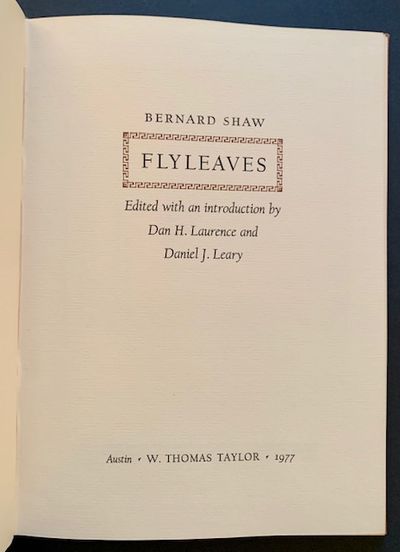 BERNARD SHAW
FLYLEAVES
Edited with an introduction by
Dan H. Laurence and
Daniel J. Leary
Austin · W. THOMAS TAYLOR · 1977